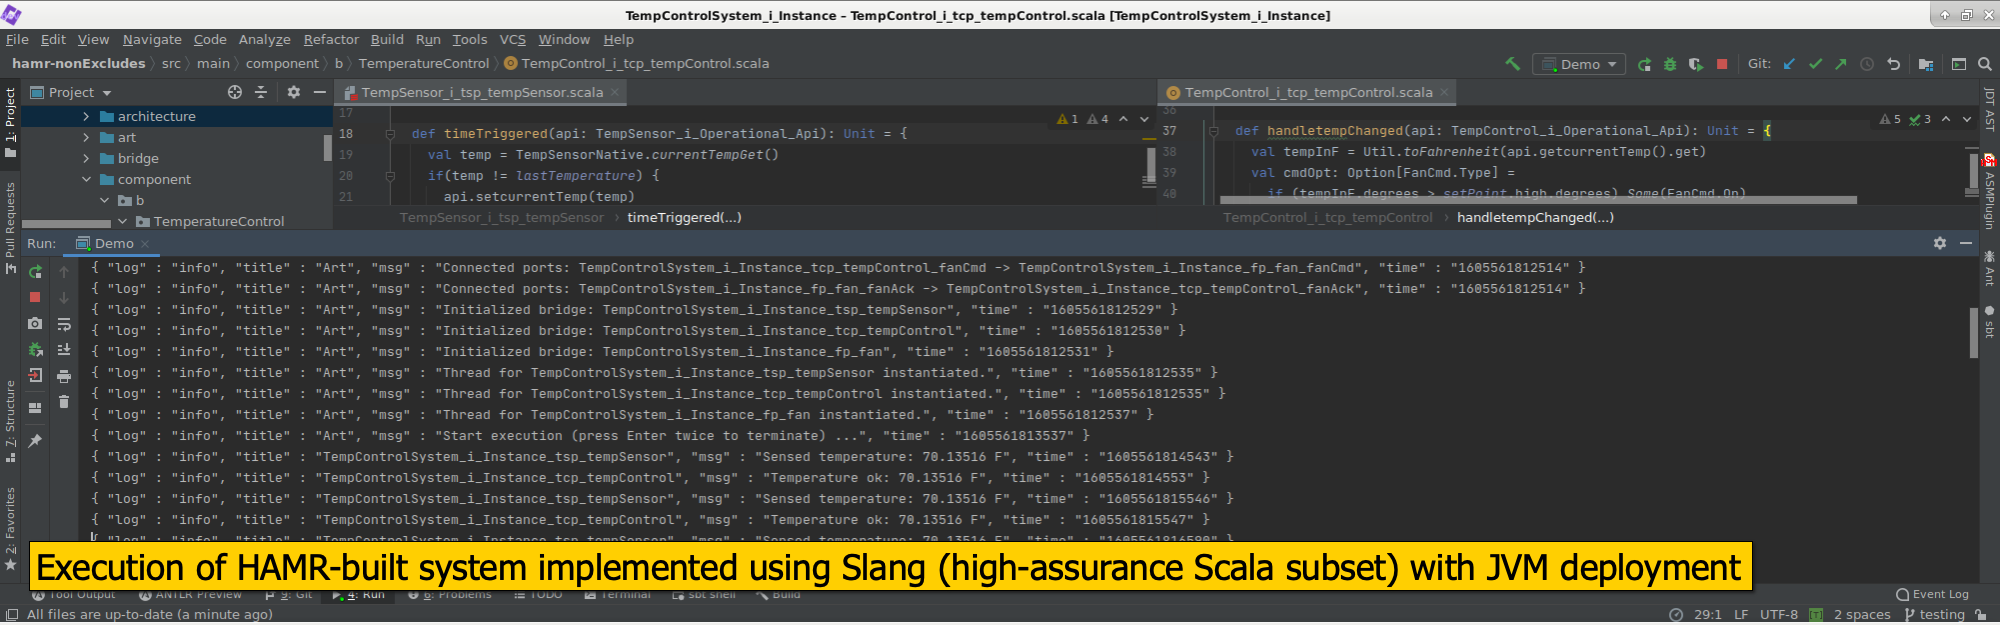 TempControlSystem_i_Instance – TempControl_i_tcp_tempControl.scala [TempControlSystem_i_Instance]
File Edit View Navigate Code Analyze Refactor Build Run Tools VCS Window Help
hamr-nonExcludes src main component b TemperatureControl TempControl_i_tcp_tempControl.scala Demo Git:
1: Project
Pull Requests
7: Structure
2: Favorites
Project
architecture
art
bridge
component
b
TemperatureControl
TempSensor_i_tsp_tempSensor.scala
1 4
17
18 def timeTriggered(api: TempSensor_i_Operational_Api): Unit = {
19 val temp = TempSensorNative.currentTempGet()
20 if(temp != lastTemperature) {
21 api.setcurrentTemp(temp)
TempSensor_i_tsp_tempSensor timeTriggered(...)
TempControl_i_tcp_tempControl.scala
5 3
36
37 def handletempChanged(api: TempControl_i_Operational_Api): Unit = {
38 val tempInF = Util.toFahrenheit(api.getcurrentTemp().get)
39 val cmdOpt: Option[FanCmd.Type] =
40 if (tempInF.degrees > setPoint.high.degrees) Some(FanCmd.On)
TempControl_i_tcp_tempControl handletempChanged(...)
JDT AST
ASMPlugin
Ant
sbt
Run: Demo
{ "log" : "info", "title" : "Art", "msg" : "Connected ports: TempControlSystem_i_Instance_tcp_tempControl_fanCmd -> TempControlSystem_i_Instance_fp_fan_fanCmd", "time" : "1605561812514" }
{ "log" : "info", "title" : "Art", "msg" : "Connected ports: TempControlSystem_i_Instance_fp_fan_fanAck -> TempControlSystem_i_Instance_tcp_tempControl_fanAck", "time" : "1605561812514" }
{ "log" : "info", "title" : "Art", "msg" : "Initialized bridge: TempControlSystem_i_Instance_tsp_tempSensor", "time" : "1605561812529" }
{ "log" : "info", "title" : "Art", "msg" : "Initialized bridge: TempControlSystem_i_Instance_tcp_tempControl", "time" : "1605561812530" }
{ "log" : "info", "title" : "Art", "msg" : "Initialized bridge: TempControlSystem_i_Instance_fp_fan", "time" : "1605561812531" }
{ "log" : "info", "title" : "Art", "msg" : "Thread for TempControlSystem_i_Instance_tsp_tempSensor instantiated.", "time" : "1605561812535" }
{ "log" : "info", "title" : "Art", "msg" : "Thread for TempControlSystem_i_Instance_tcp_tempControl instantiated.", "time" : "1605561812535" }
{ "log" : "info", "title" : "Art", "msg" : "Thread for TempControlSystem_i_Instance_fp_fan instantiated.", "time" : "1605561812537" }
{ "log" : "info", "title" : "Art", "msg" : "Start execution (press Enter twice to terminate) ...", "time" : "1605561813537" }
{ "log" : "info", "title" : "TempControlSystem_i_Instance_tsp_tempSensor", "msg" : "Sensed temperature: 70.13516 F", "time" : "1605561814543" }
{ "log" : "info", "title" : "TempControlSystem_i_Instance_tcp_tempControl", "msg" : "Temperature ok: 70.13516 F", "time" : "1605561814553" }
{ "log" : "info", "title" : "TempControlSystem_i_Instance_tsp_tempSensor", "msg" : "Sensed temperature: 70.13516 F", "time" : "1605561815546" }
{ "log" : "info", "title" : "TempControlSystem_i_Instance_tcp_tempControl", "msg" : "Temperature ok: 70.13516 F", "time" : "1605561815547" }
Execution of HAMR-built system implemented using Slang (high-assurance Scala subset) with JVM deployment
Tool Output ANTLR Preview 9: Git 4: Run 6: Problems TODO Terminal sbt shell Build Event Log
All files are up-to-date (a minute ago) 29:1 LF UTF-8 2 spaces testing